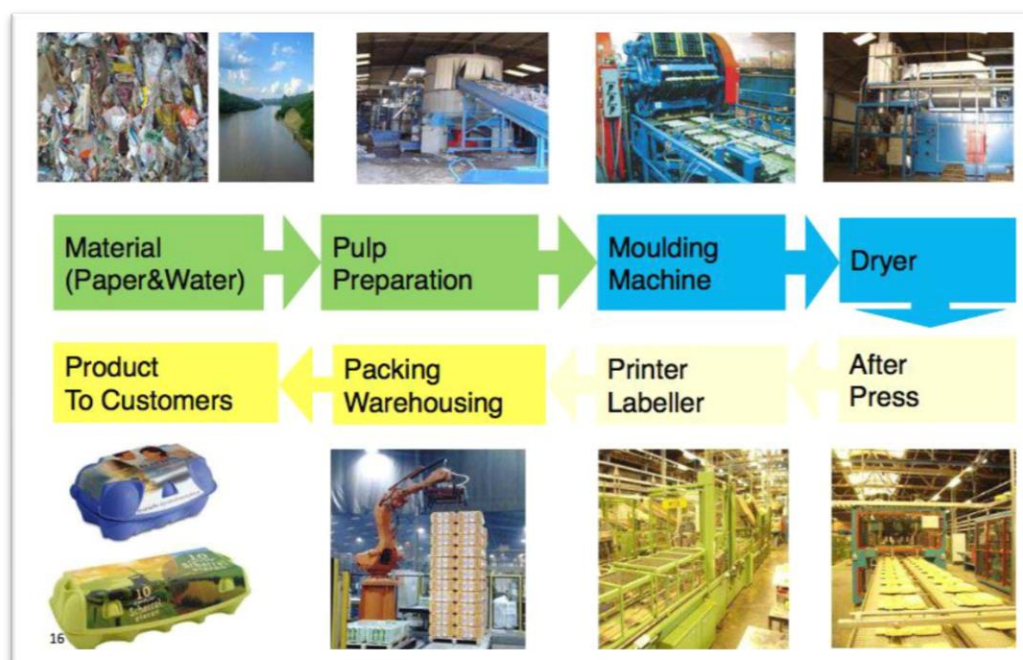 Material
(Paper&Water)
Pulp
Preparation
Moulding
Machine
Dryer
Product
To Customers
Packing
Warehousing
Printer
Labeller
After
Press
10
10
16